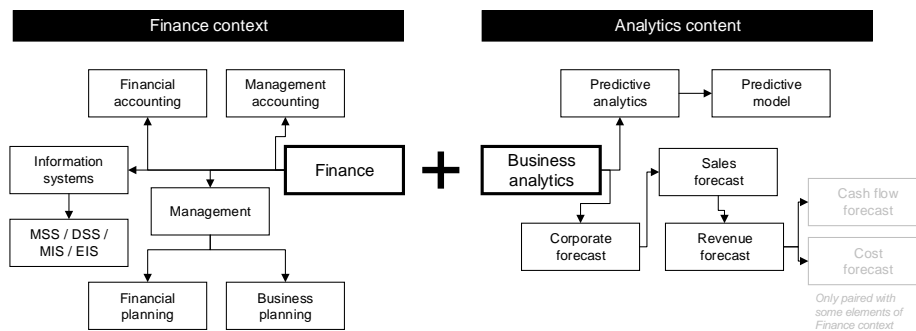 Finance context
Analytics content
Financial
accounting
Management
accounting
Predictive
analytics
Predictive
model
Information
systems
Finance
+
Business
analytics
Sales
forecast
Management
Cash flow
forecast
MSS / DSS /
MIS / EIS
Corporate
forecast
Revenue
forecast
Cost
forecast
Financial
planning
Business
planning
Only paired with
some elements of
Finance context